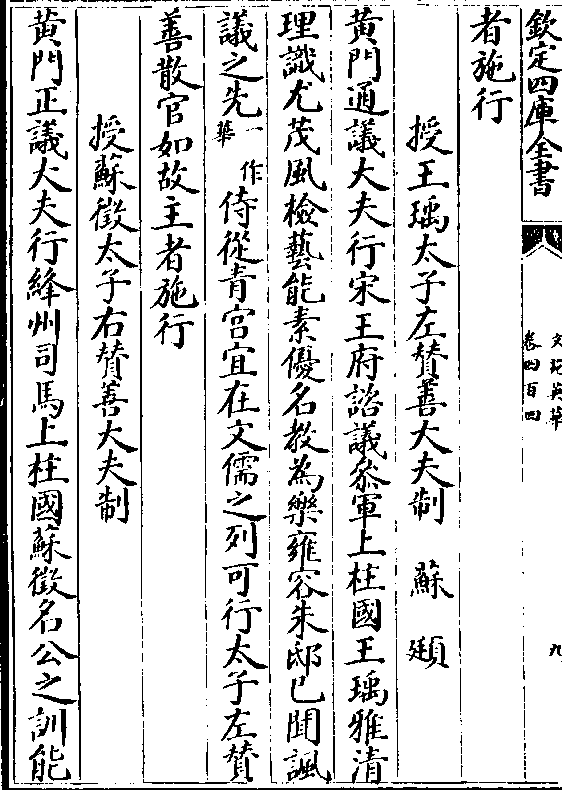 欽定四庫全書
文苑英華
卷四百四
九
者施行
授王瑀太子左贊善大夫制 蘇頲
黄門通議大夫行宋王府諮議叅軍上柱國王瑀雅清
理識尤茂風檢藝能素優名教為樂雍容朱邸已聞諷
議之先一作華侍從青宫宜在文儒之列可行太子左贊
善散官如故主者施行
授蘇徵太子右賛善大夫制
黄門正議大夫行絳州司馬上柱國蘇徵名公之訓能